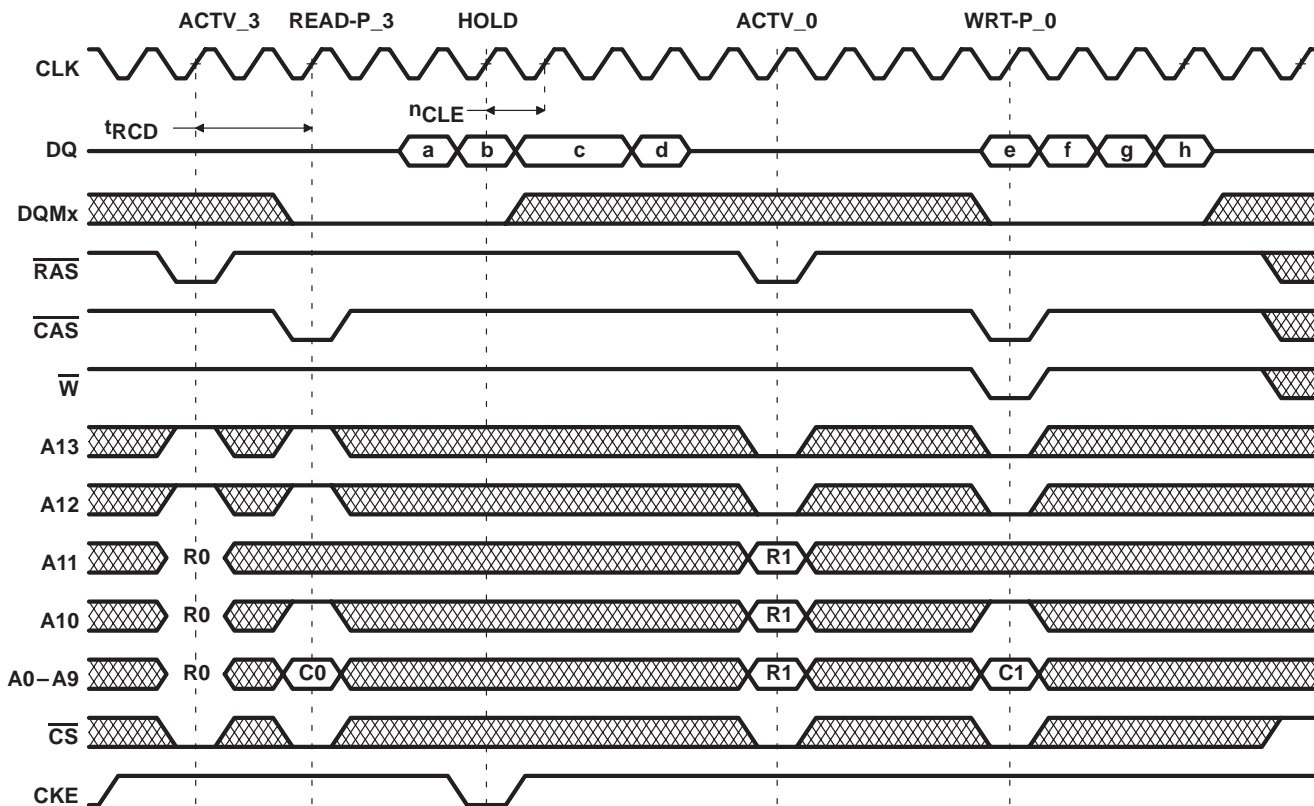 ACTV_3 READ-P_3 HOLD ACTV_0 WRT-P_0
CLK
tRCD nCLE
DQ a b c d e f g h
DQMx
RAS
CAS
W
A13
A12
A11 R0 R1
A10 R0 R1
A0–A9 R0 C0 R1 C1
CS
CKE